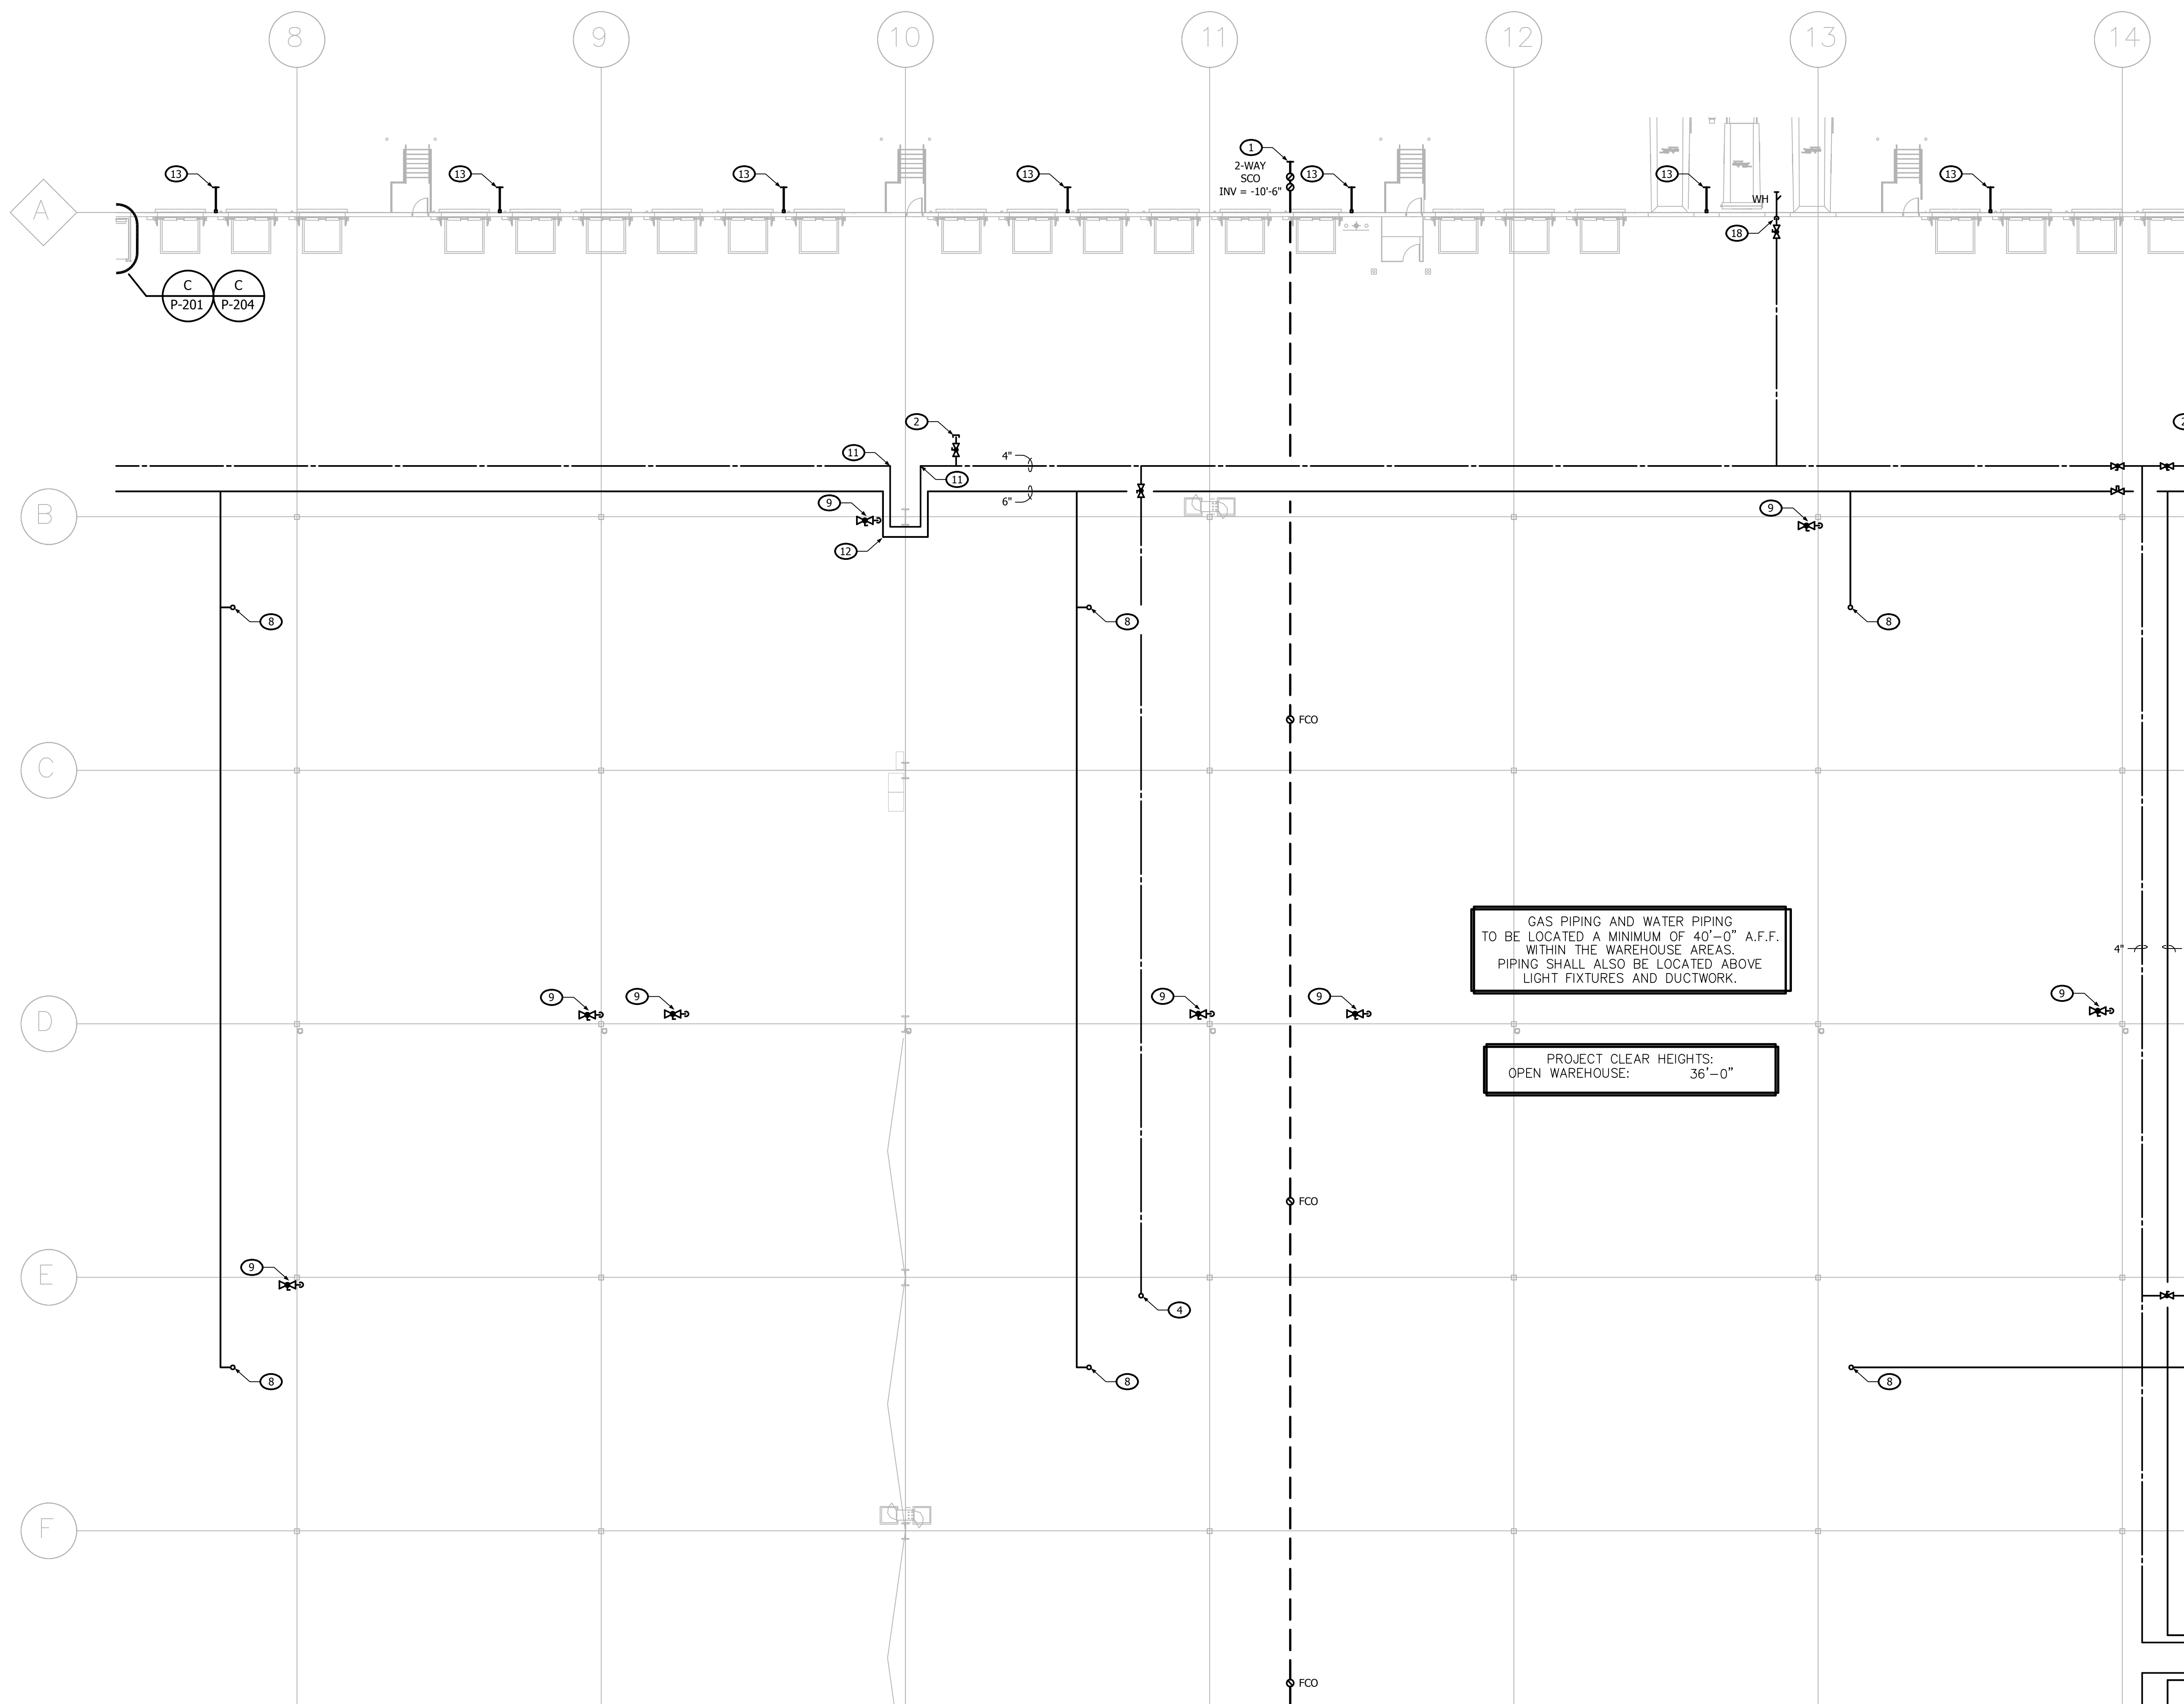 8
9
10
11
12
13
14
1
2-WAY
SCO
INV = -10'-6"
13
13
13
13
13
13
13
WH
18
A
C
P-201
C
P-204
2
11
11
4"
6"
9
9
12
B
8
8
8
FCO
C
GAS PIPING AND WATER PIPING
TO BE LOCATED A MINIMUM OF 40'-0" A.F.F.
WITHIN THE WAREHOUSE AREAS.
PIPING SHALL ALSO BE LOCATED ABOVE
LIGHT FIXTURES AND DUCTWORK.
4"
9
9
9
9
9
D
PROJECT CLEAR HEIGHTS:
OPEN WAREHOUSE: 36'-0"
FCO
9
E
4
8
8
8
F
FCO